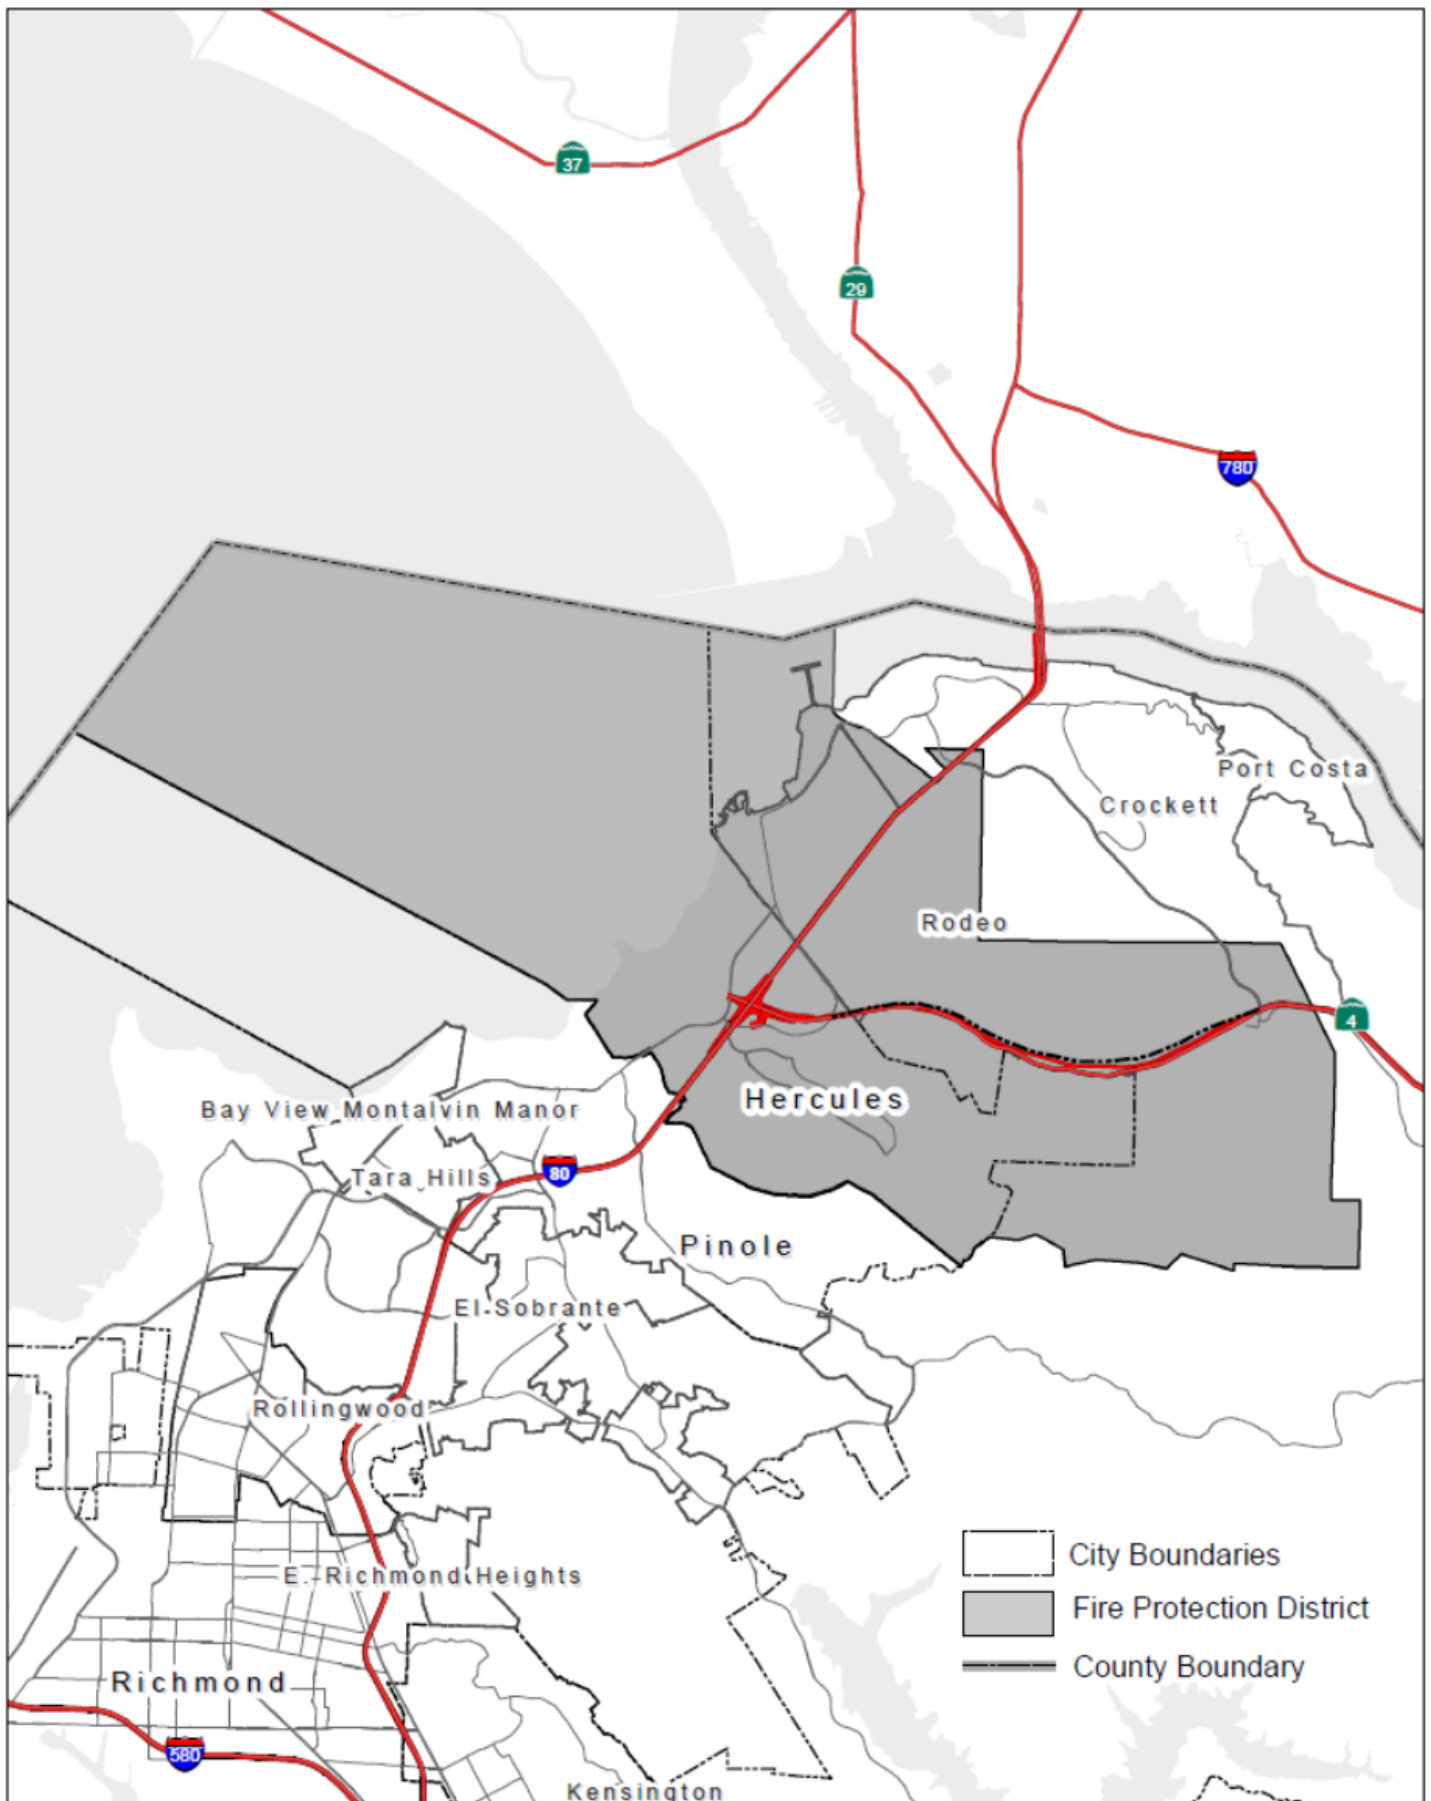 37
29
780
Port Costa
Crockett
Rodeo
4
Hercules
Bay View Montalvin Manor
80
Tara Hills
Pinole
El Sobrante
Rollingwood
City Boundaries
E. Richmond Heights
Fire Protection District
County Boundary
Richmond
580
Kensington